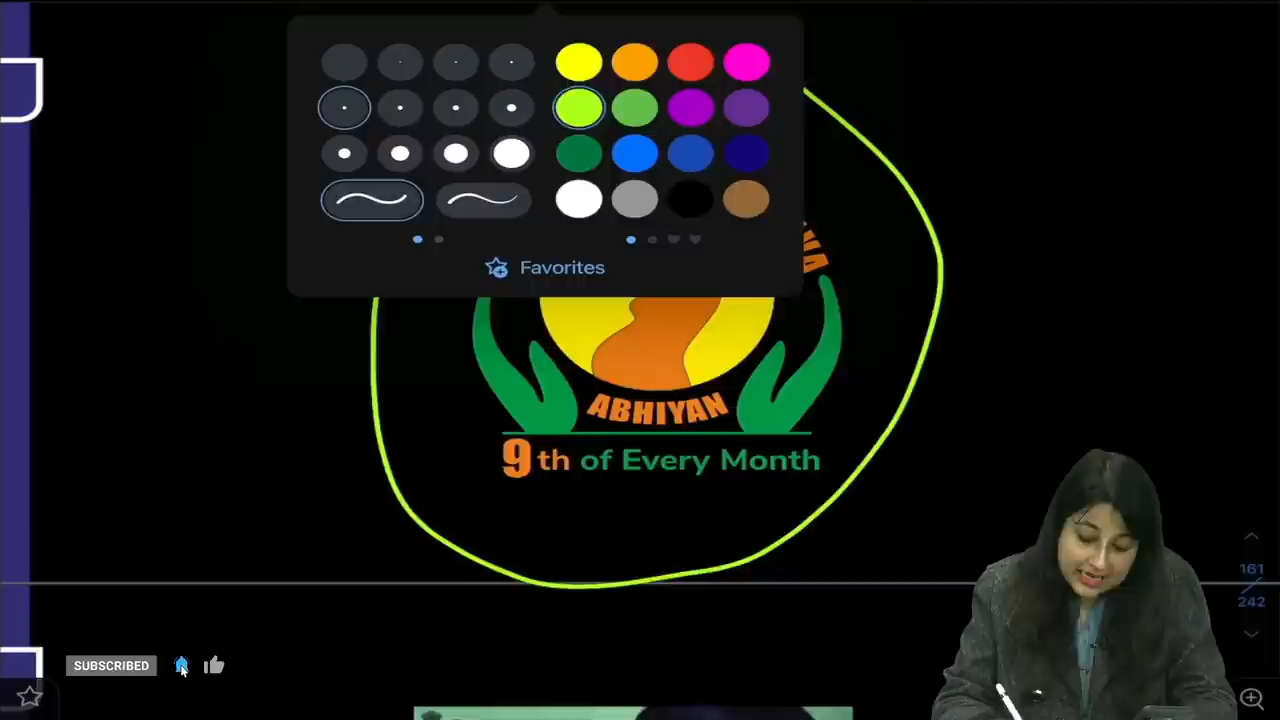 Favorites
ABHIYAN
9th of Every Month
161
242
SUBSCRIBED